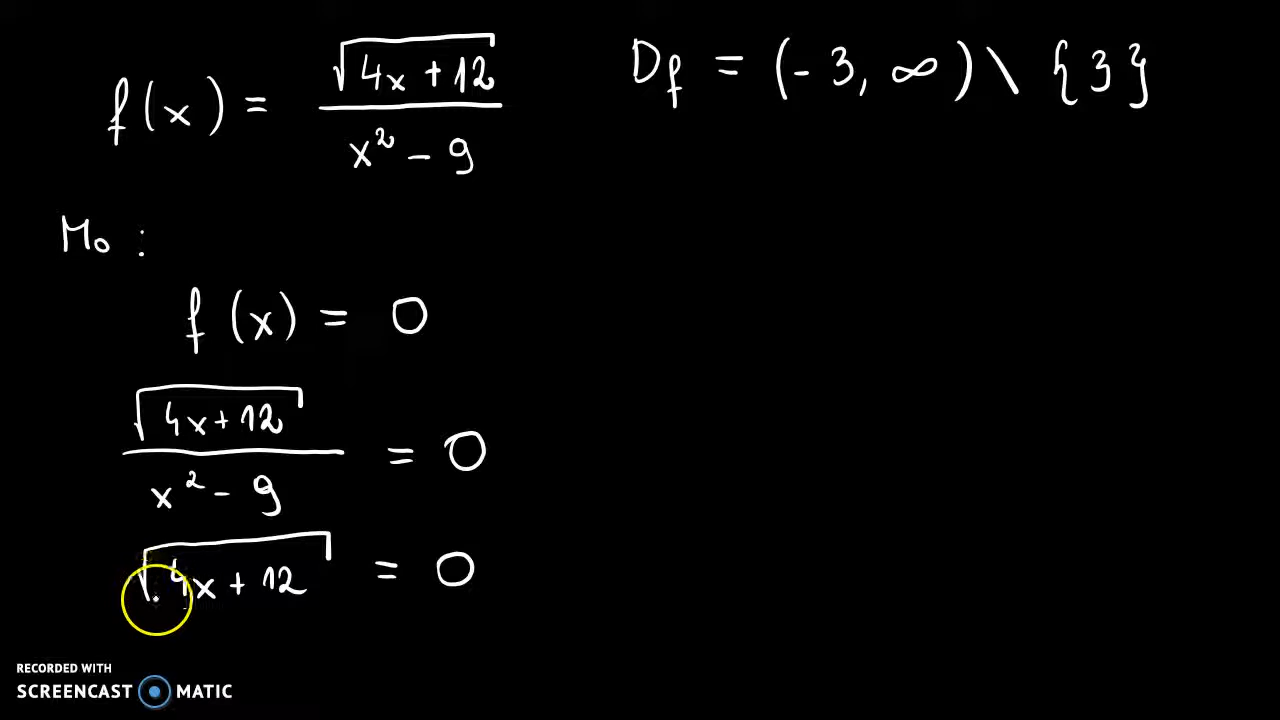 f(x) = √(4x+12) / (x² - 9)    Df = (-3, ∞) \ {3}
M₀ :
f(x) = 0
√(4x+12) / (x² - 9) = 0
√(4x+12) = 0
RECORDED WITH
SCREENCAST MATIC